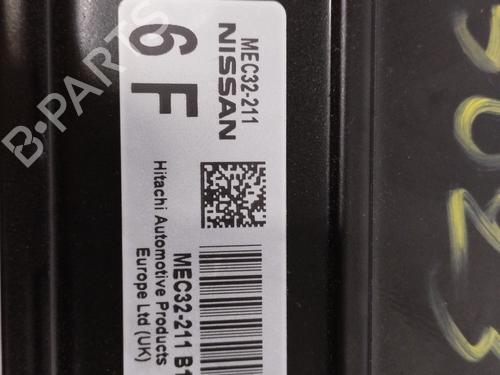 MEC32-211
NISSAN
6 F
MEC32-211 B1
Hitachi Automotive Products
Europe Ltd (UK)
B-PARTS